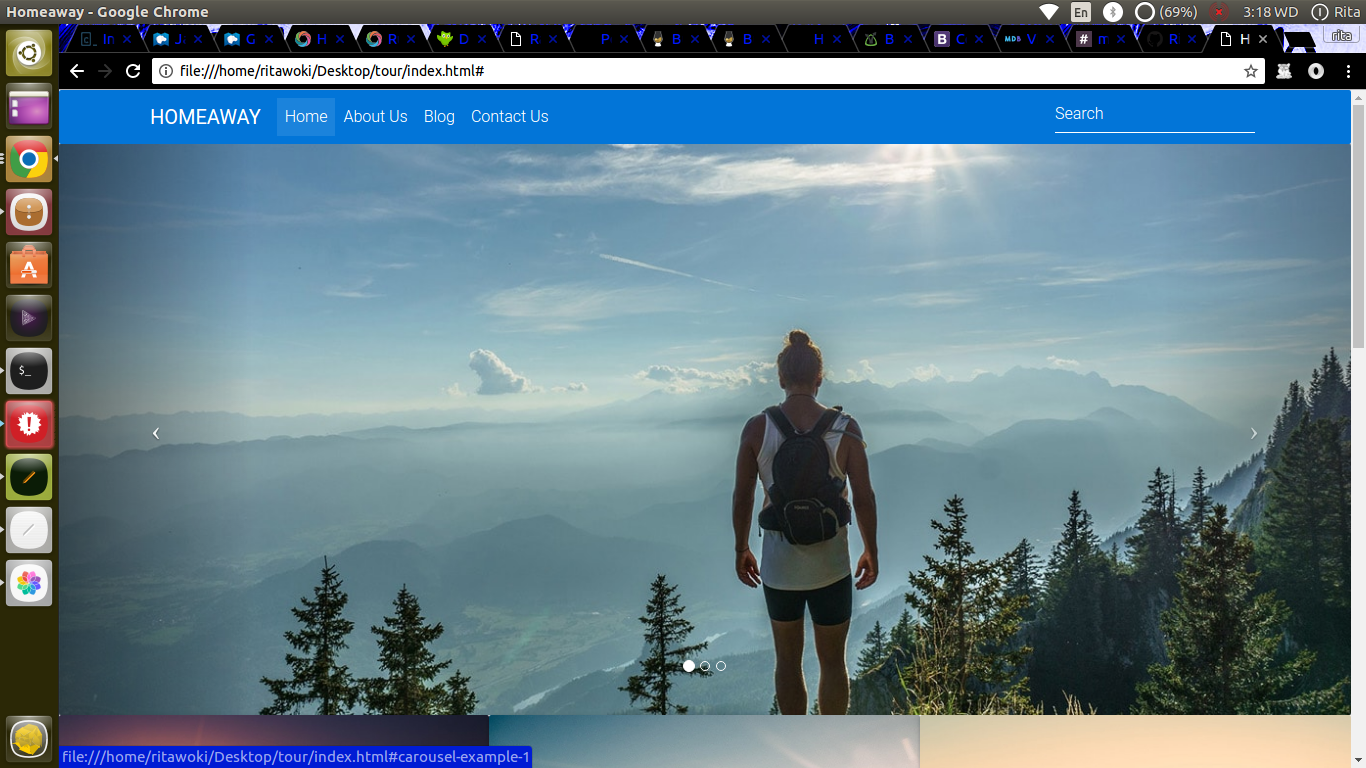 Homeaway - Google Chrome
En (69%) 3:18 WD Rita
In J G H R D R P B B H B B C MDB V # m R H rita
file:///home/ritawoki/Desktop/tour/index.html#
HOMEAWAY Home About Us Blog Contact Us Search
file:///home/ritawoki/Desktop/tour/index.html#carousel-example-1